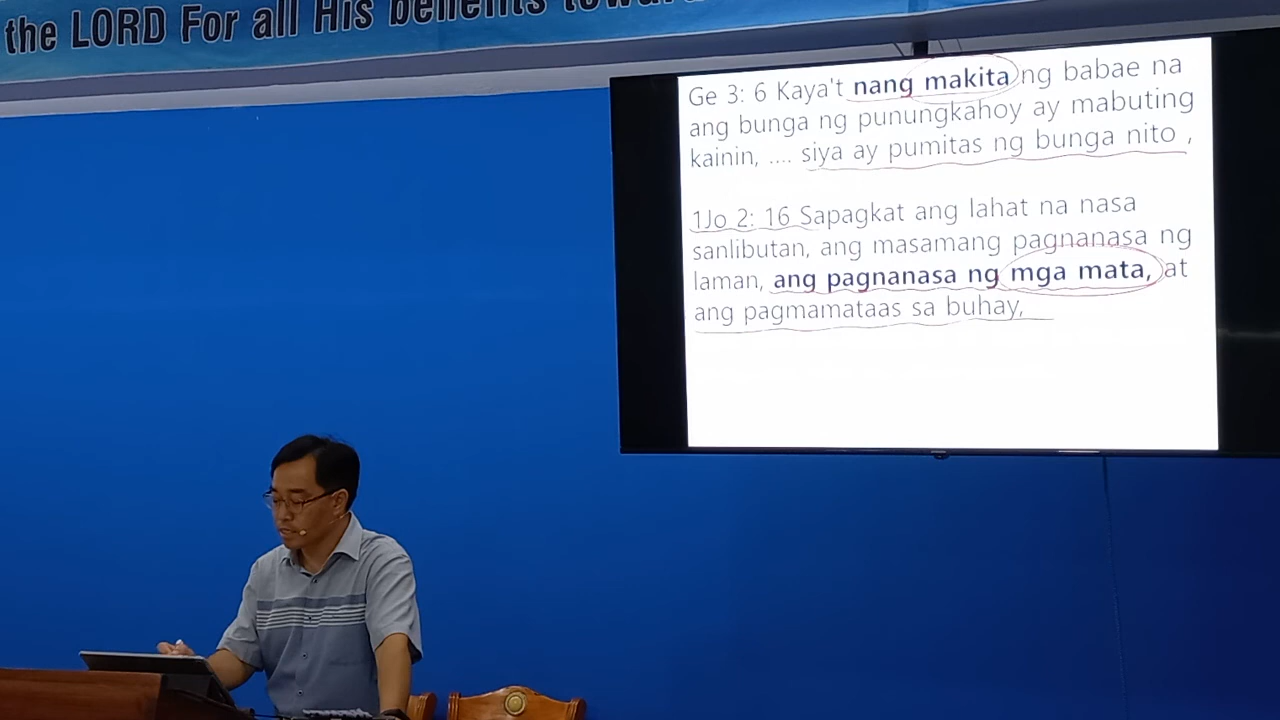 the LORD For all His benefits toward
Ge 3: 6 Kaya't nang makita ng babae na
ang bunga ng punungkahoy ay mabuting
kainin, .... siya ay pumitas ng bunga nito ,
1Jo 2: 16 Sapagkat ang lahat na nasa
sanlibutan, ang masamang pagnanasa ng
laman, ang pagnanasa ng mga mata, at
ang pagmamataas sa buhay,